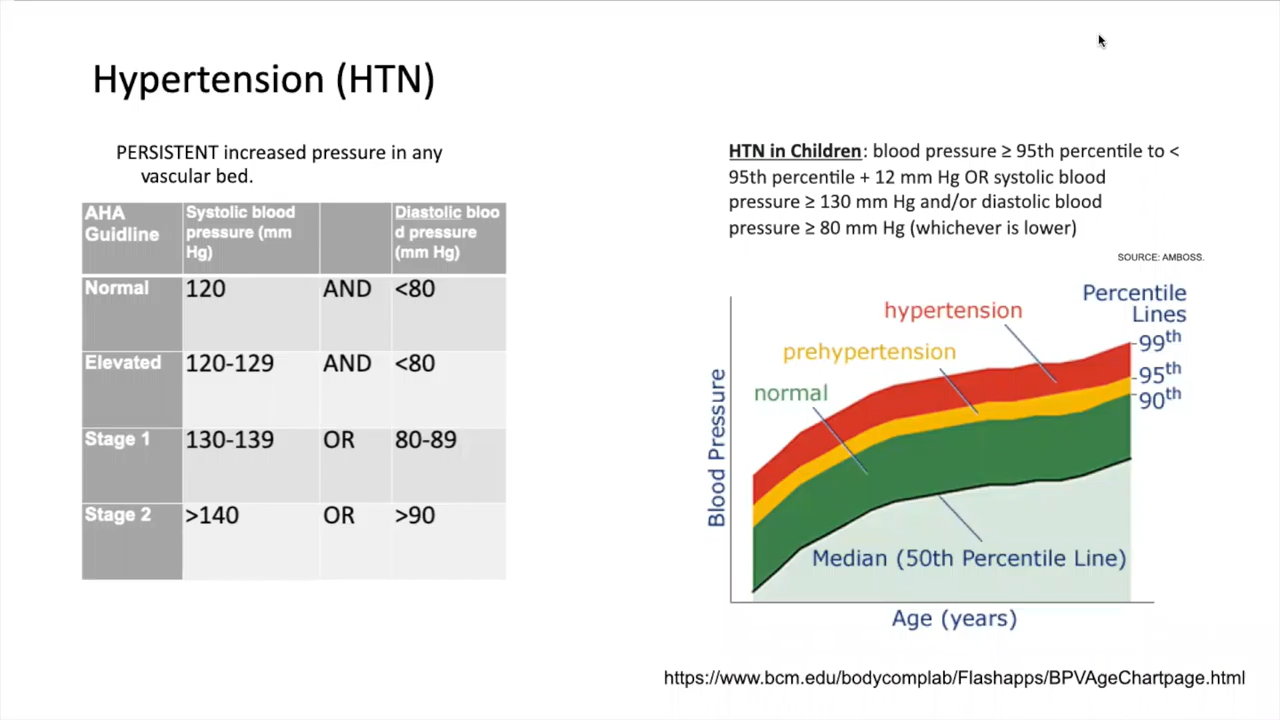 Hypertension (HTN)
PERSISTENT increased pressure in any
vascular bed.
AHA
Guidline
Systolic blood
pressure (mm
Hg)
Diastolic bloo
d pressure
(mm Hg)
Normal 120 AND <80
Elevated 120-129 AND <80
Stage 1 130-139 OR 80-89
Stage 2 >140 OR >90
HTN in Children: blood pressure ≥ 95th percentile to <
95th percentile + 12 mm Hg OR systolic blood
pressure ≥ 130 mm Hg and/or diastolic blood
pressure ≥ 80 mm Hg (whichever is lower)
SOURCE: AMBOSS.
Percentile
Lines
hypertension
99th
prehypertension
95th
normal
90th
Blood Pressure
Median (50th Percentile Line)
Age (years)
https://www.bcm.edu/bodycomplab/Flashapps/BPVAgeChartpage.html